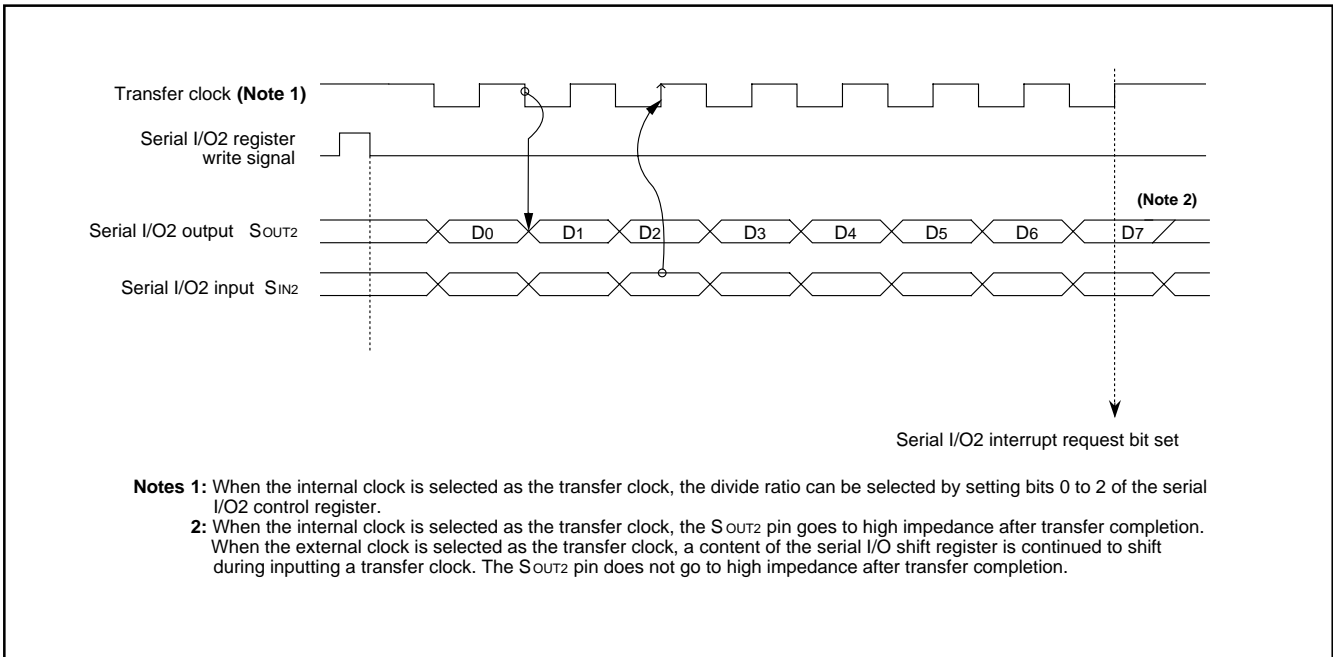 Transfer clock (Note 1)
Serial I/O2 register
write signal
(Note 2)
Serial I/O2 output SOUT2
D0 D1 D2 D3 D4 D5 D6 D7
Serial I/O2 input SIN2
Serial I/O2 interrupt request bit set
Notes 1: When the internal clock is selected as the transfer clock, the divide ratio can be selected by setting bits 0 to 2 of the serial
I/O2 control register.
2: When the internal clock is selected as the transfer clock, the SOUT2 pin goes to high impedance after transfer completion.
When the external clock is selected as the transfer clock, a content of the serial I/O shift register is continued to shift
during inputting a transfer clock. The SOUT2 pin does not go to high impedance after transfer completion.